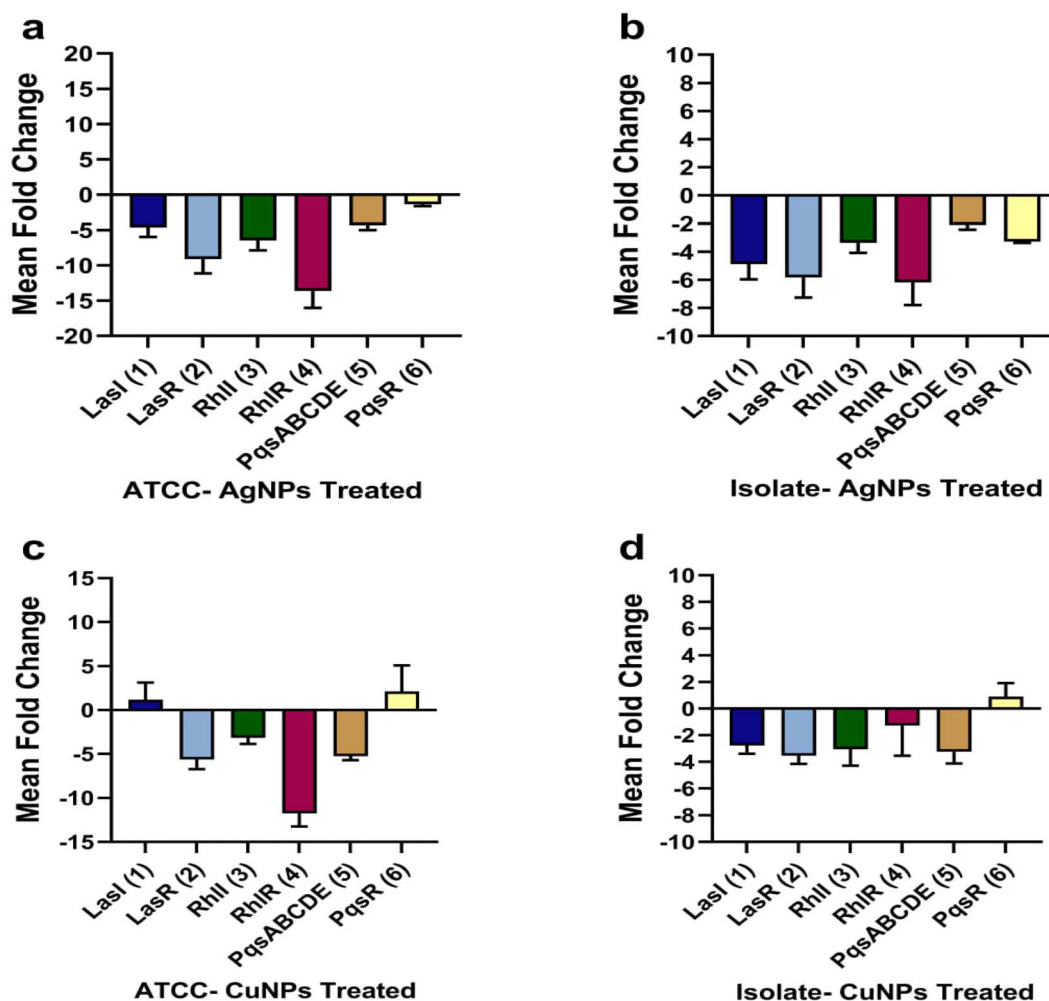 a
20
15
10
5
0
-5
-10
-15
-20
Mean Fold Change
LasI (1)
LasR (2)
RhlI (3)
RhlR (4)
PqsABCDE (5)
PqsR (6)
ATCC- AgNPs Treated
b
10
8
6
4
2
0
-2
-4
-6
-8
-10
Mean Fold Change
LasI (1)
LasR (2)
RhlI (3)
RhlR (4)
PqsABCDE (5)
PqsR (6)
Isolate- AgNPs Treated
c
15
10
5
0
-5
-10
-15
Mean Fold Change
LasI (1)
LasR (2)
RhlI (3)
RhlR (4)
PqsABCDE (5)
PqsR (6)
ATCC- CuNPs Treated
d
10
8
6
4
2
0
-2
-4
-6
-8
-10
Mean Fold Change
LasI (1)
LasR (2)
RhlI (3)
RhlR (4)
PqsABCDE (5)
PqsR (6)
Isolate- CuNPs Treated